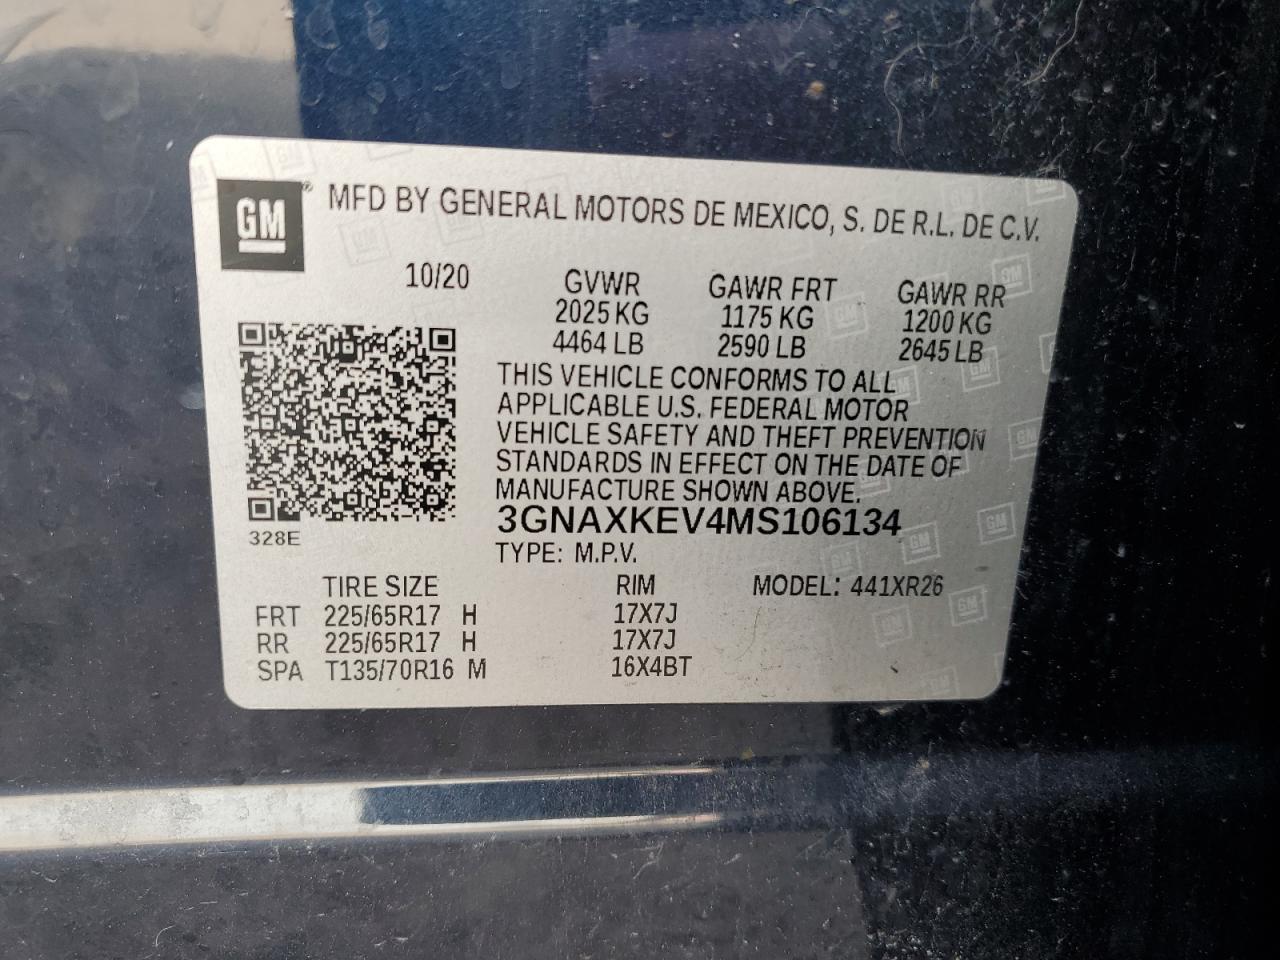 GM® MFD BY GENERAL MOTORS DE MEXICO, S. DE R.L. DE C.V.
10/20 GVWR GAWR FRT GAWR RR
2025 KG 1175 KG 1200 KG
4464 LB 2590 LB 2645 LB
THIS VEHICLE CONFORMS TO ALL
APPLICABLE U.S. FEDERAL MOTOR
VEHICLE SAFETY AND THEFT PREVENTION
STANDARDS IN EFFECT ON THE DATE OF
MANUFACTURE SHOWN ABOVE.
3GNAXKEV4MS106134
328E
TYPE: M.P.V.
TIRE SIZE RIM MODEL: 441XR26
FRT 225/65R17 H 17X7J
RR 225/65R17 H 17X7J
SPA T135/70R16 M 16X4BT